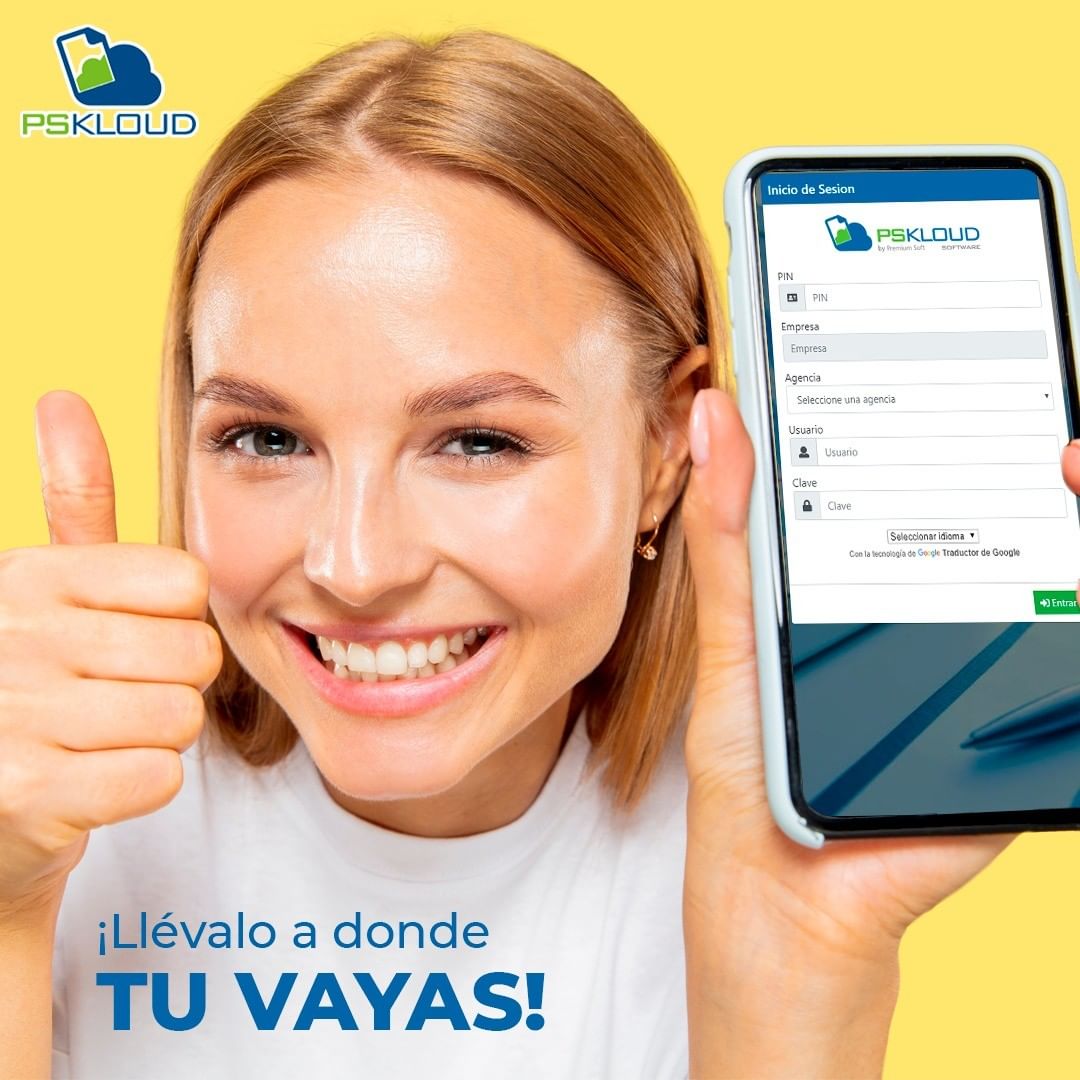 PSKLOUD
Inicio de Sesion
PSKLOUD
by Premium Soft SOFTWARE
PIN
PIN
Empresa
Empresa
Agencia
Seleccione una agencia
Usuario
Usuario
Clave
Clave
Seleccionar idioma
Con la tecnología de Google Traductor de Google
Entrar
¡Llévalo a donde
TU VAYAS!